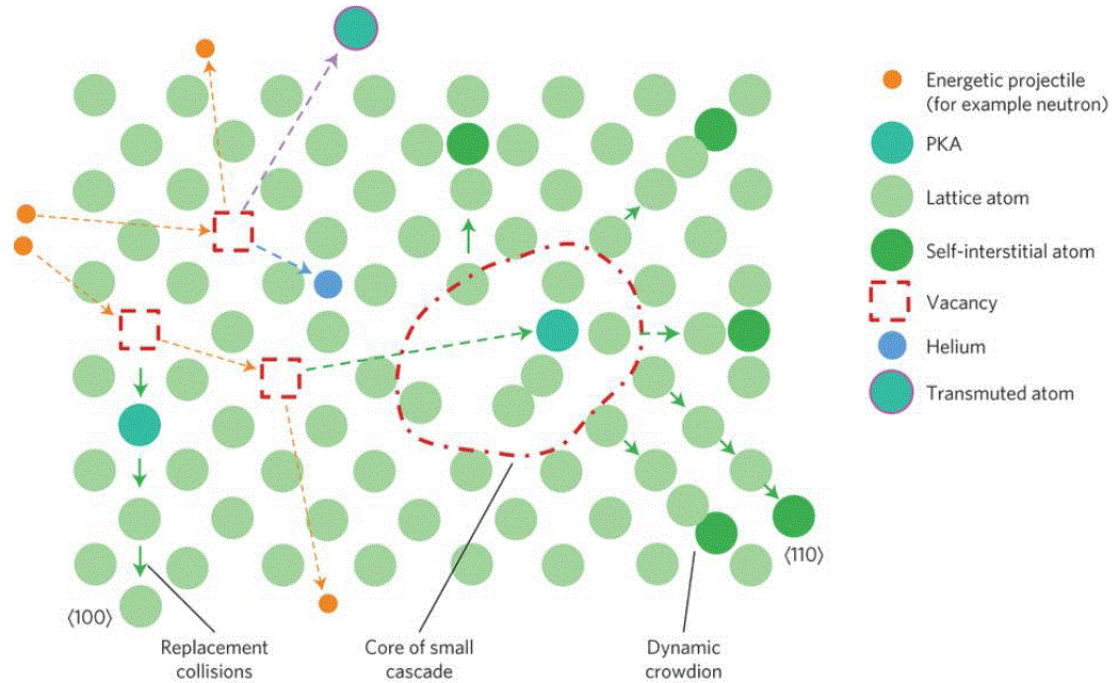 Energetic projectile
(for example neutron)
PKA
Lattice atom
Self-interstitial atom
Vacancy
Helium
Transmuted atom
⟨110⟩
⟨100⟩
Replacement
collisions
Core of small
cascade
Dynamic
crowdion